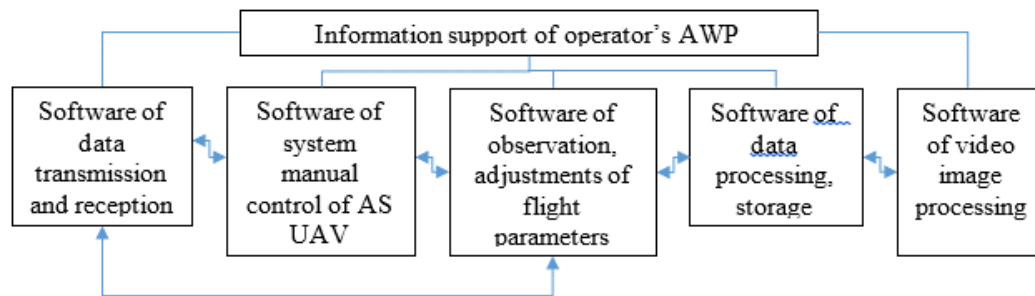 Information support of operator's AWP
Software of
data
transmission
and reception
Software of
system
manual
control of AS
UAV
Software of
observation,
adjustments of
flight
parameters
Software of
data
processing,
storage
Software
of video
image
processing